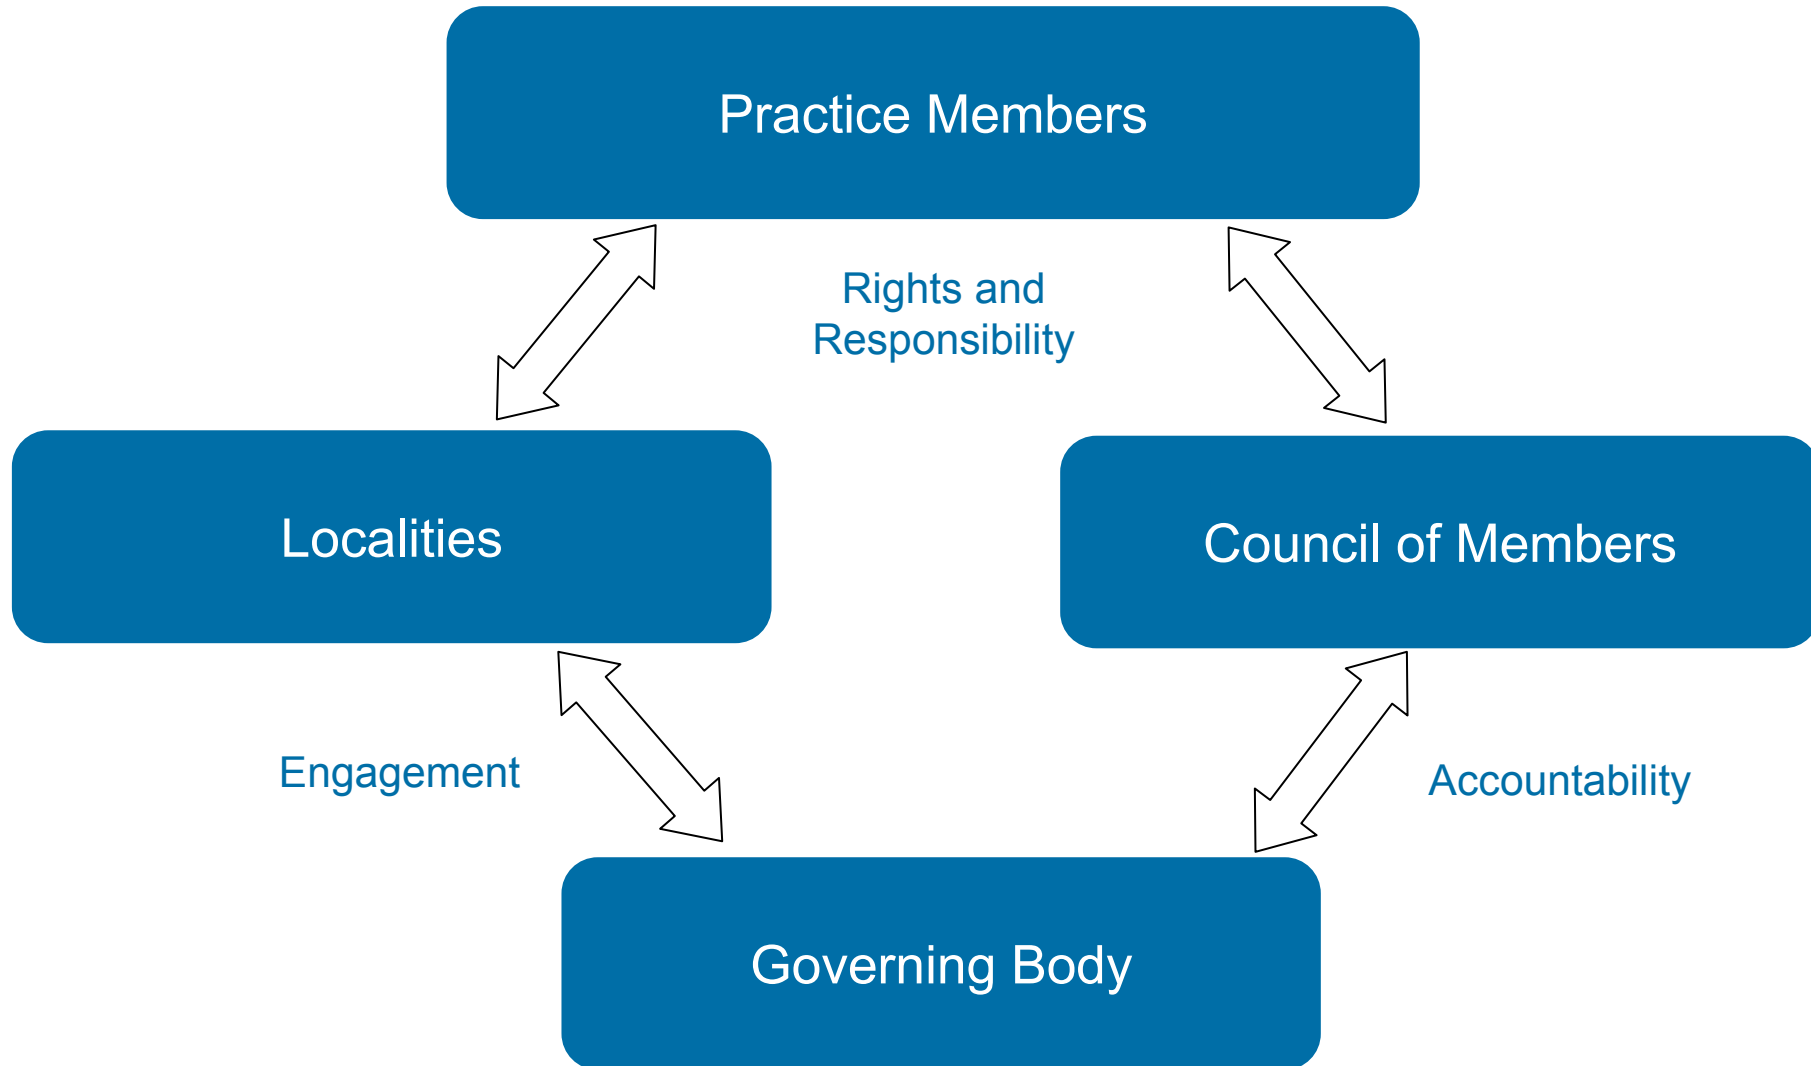 Practice Members
Rights and
Responsibility
Localities
Council of Members
Engagement
Accountability
Governing Body